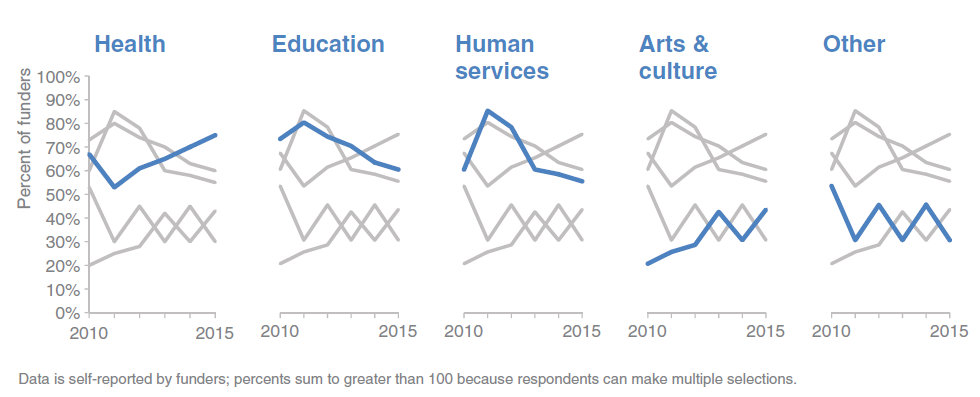 Health
Education
Human
services
Arts &
culture
Other
Percent of funders
100%
90%
80%
70%
60%
50%
40%
30%
20%
10%
0%
2010
2015
2010
2015
2010
2015
2010
2015
2010
2015
Data is self-reported by funders; percents sum to greater than 100 because respondents can make multiple selections.